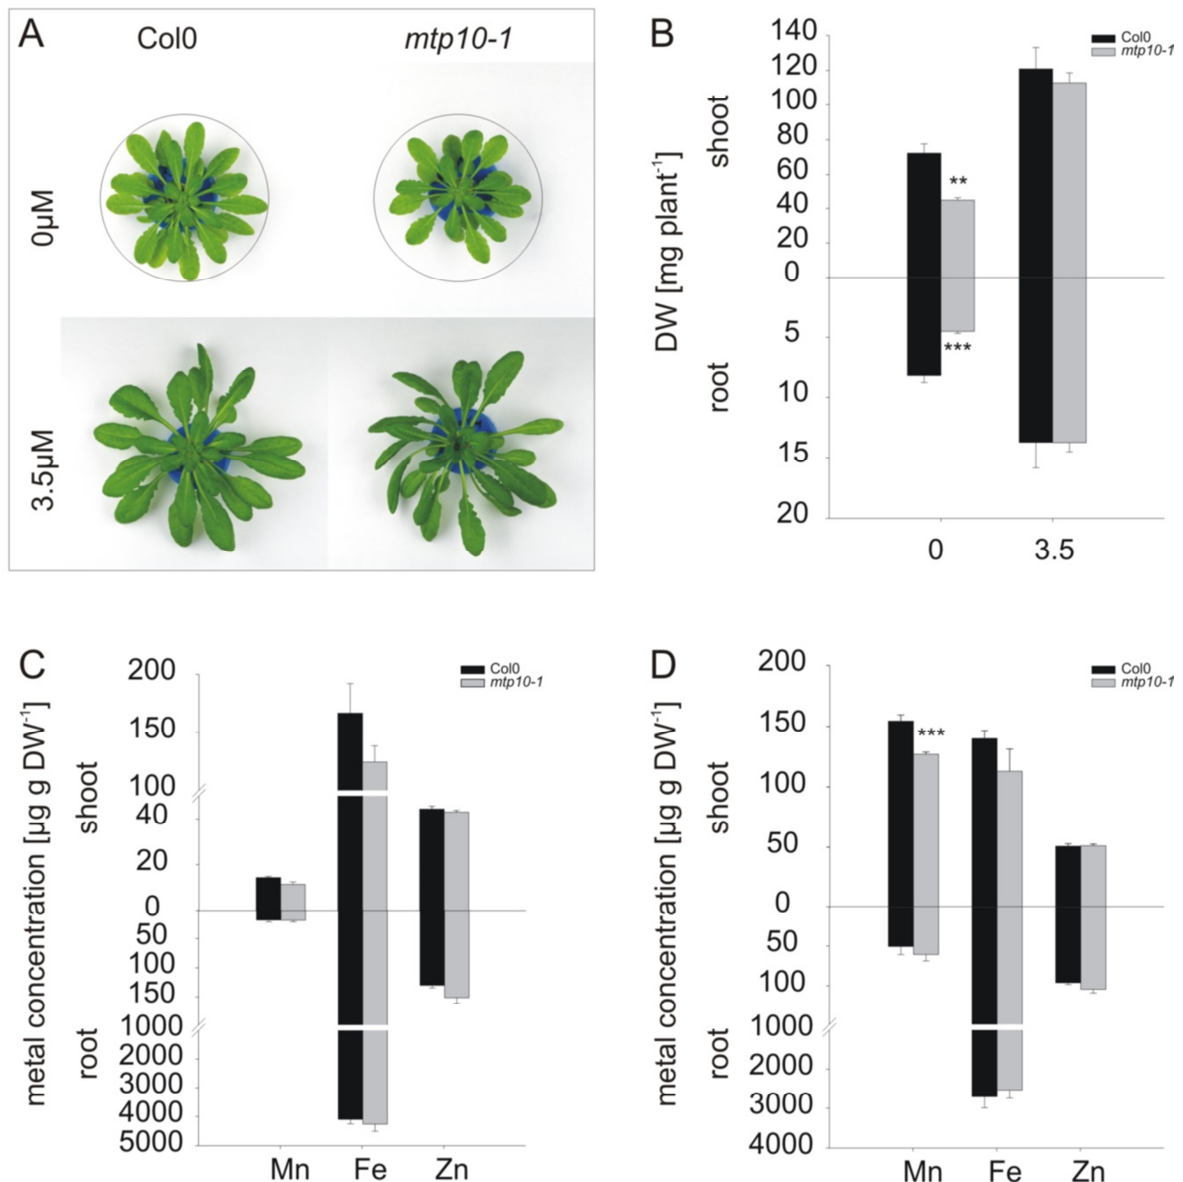 A
Col0
mtp10-1
0µM
3.5µM
B
Col0
mtp10-1
DW [mg plant-1]
shoot
root
140
120
100
80
60
40
20
0
5
10
15
20
**
***
0
3.5
C
Col0
mtp10-1
metal concentration [µg g DW-1]
shoot
root
200
150
100
40
20
0
50
100
150
1000
2000
3000
4000
5000
Mn Fe Zn
D
Col0
mtp10-1
metal concentration [µg g DW-1]
shoot
root
200
150
100
50
0
50
100
1000
2000
3000
4000
***
Mn Fe Zn